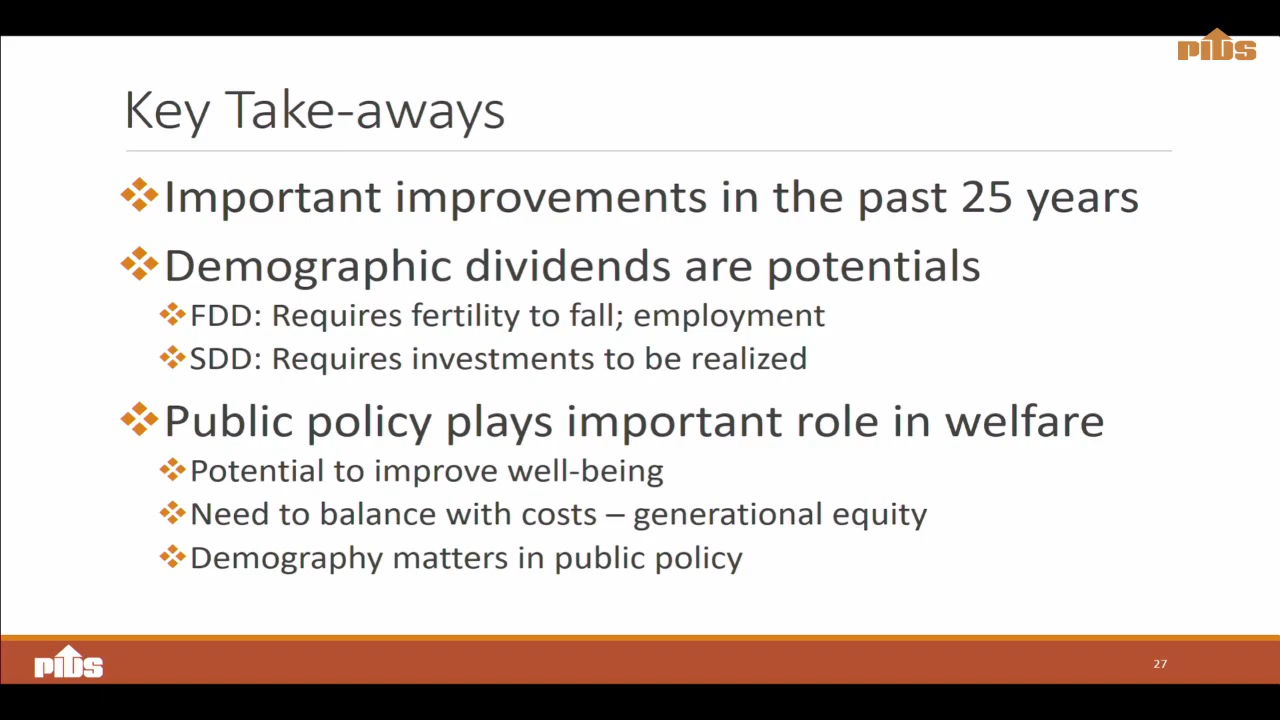 PIDS
Key Take-aways
Important improvements in the past 25 years
Demographic dividends are potentials
FDD: Requires fertility to fall; employment
SDD: Requires investments to be realized
Public policy plays important role in welfare
Potential to improve well-being
Need to balance with costs – generational equity
Demography matters in public policy
PIDS
27